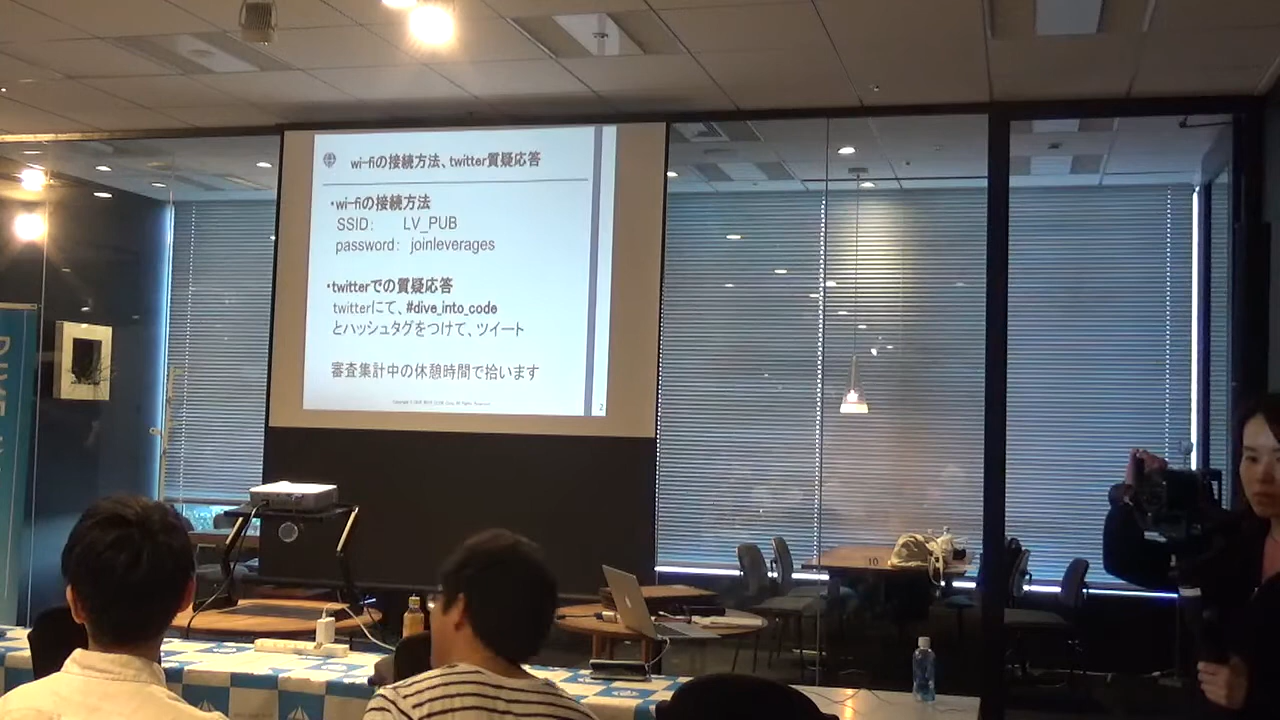 wi-fiの接続方法、twitter質疑応答
・wi-fiの接続方法
SSID： LV_PUB
password： joinleverages
・twitterでの質疑応答
twitterにて、#dive_into_code
とハッシュタグをつけて、ツイート
審査集計中の休憩時間で拾います
2
10